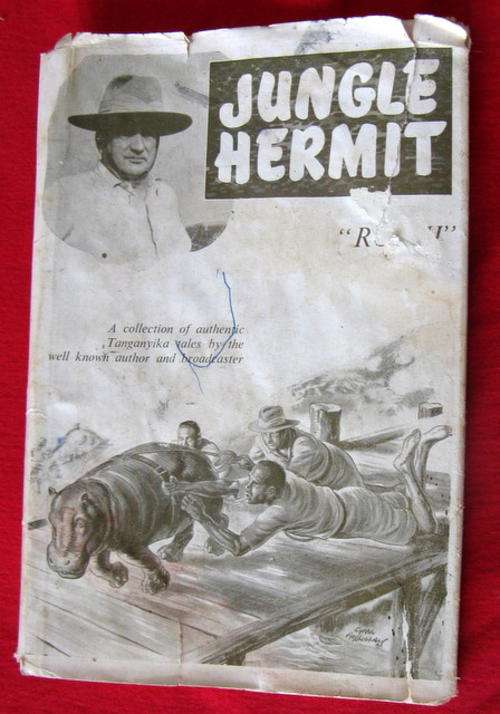 JUNGLE
HERMIT
A collection of authentic
Tanganyika tales by the
well known author and broadcaster